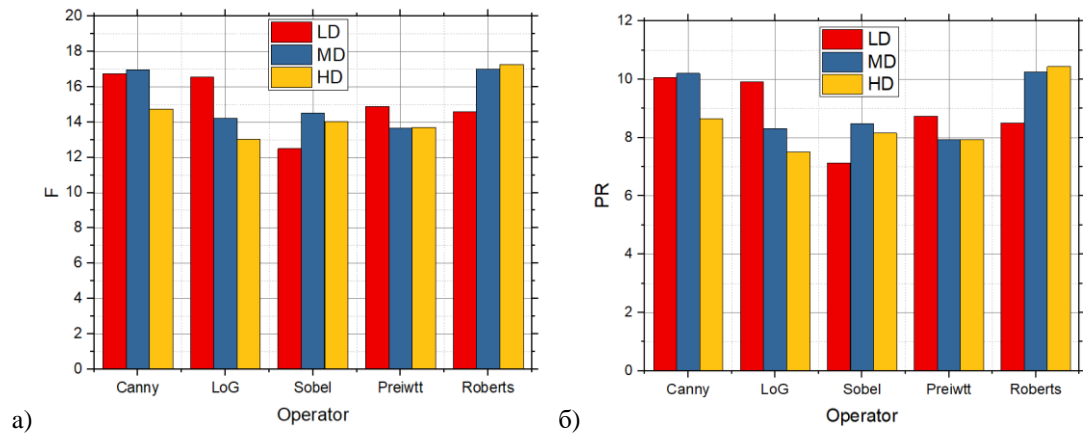 20
18
16
14
12
10
8
6
4
2
0
F
LD
MD
HD
Canny LoG Sobel Preiwtt Roberts
Operator
а)
12
10
8
6
4
2
0
PR
LD
MD
HD
Canny LoG Sobel Preiwtt Roberts
Operator
б)